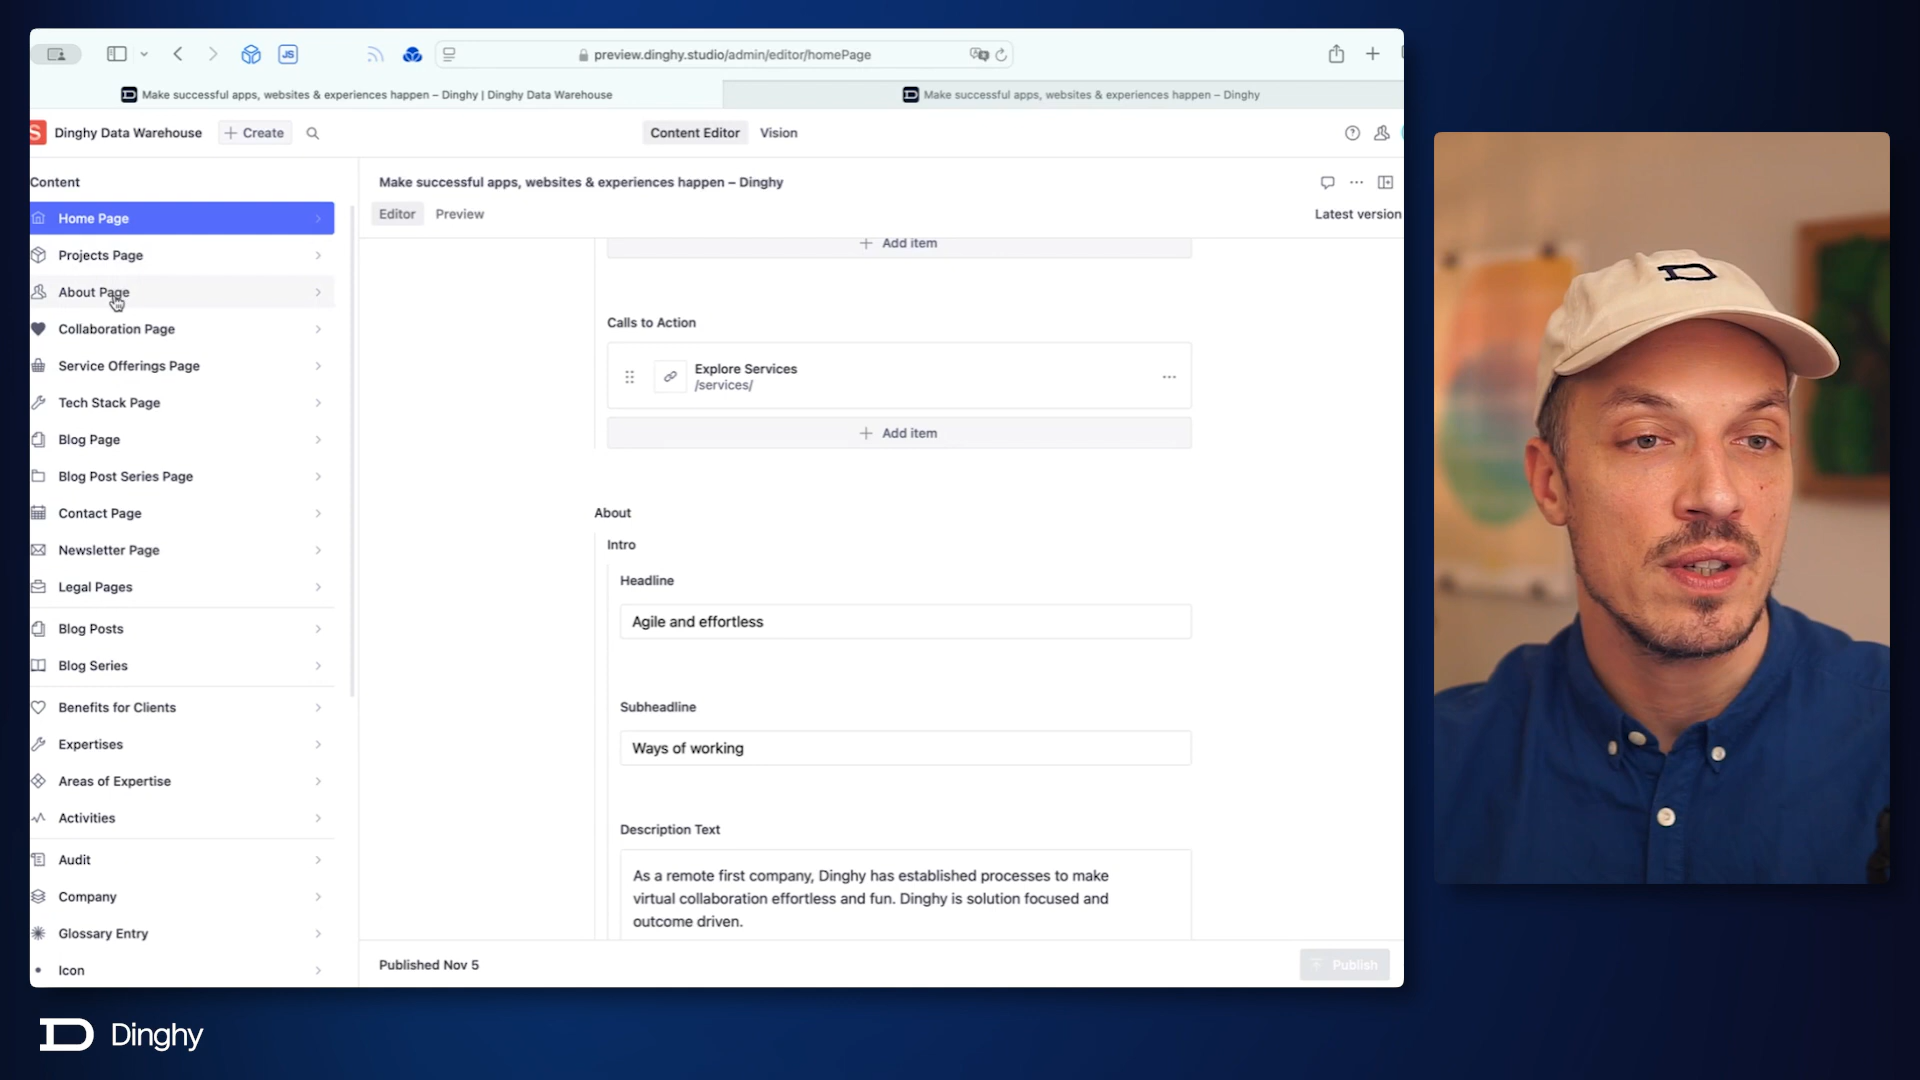 JS
preview.dinghy.studio/admin/editor/homePage
Make successful apps, websites & experiences happen – Dinghy | Dinghy Data Warehouse
Make successful apps, websites & experiences happen – Dinghy
S
Dinghy Data Warehouse
Create
Content Editor
Vision
Content
Home Page
Projects Page
About Page
Collaboration Page
Service Offerings Page
Tech Stack Page
Blog Page
Blog Post Series Page
Contact Page
Newsletter Page
Legal Pages
Blog Posts
Blog Series
Benefits for Clients
Expertises
Areas of Expertise
Activities
Audit
Company
Glossary Entry
Icon
Make successful apps, websites & experiences happen – Dinghy
Editor
Preview
Latest version
Add item
Calls to Action
Explore Services
/services/
Add item
About
Intro
Headline
Agile and effortless
Subheadline
Ways of working
Description Text
As a remote first company, Dinghy has established processes to make
virtual collaboration effortless and fun. Dinghy is solution focused and
outcome driven.
Published Nov 5
Publish
Dinghy